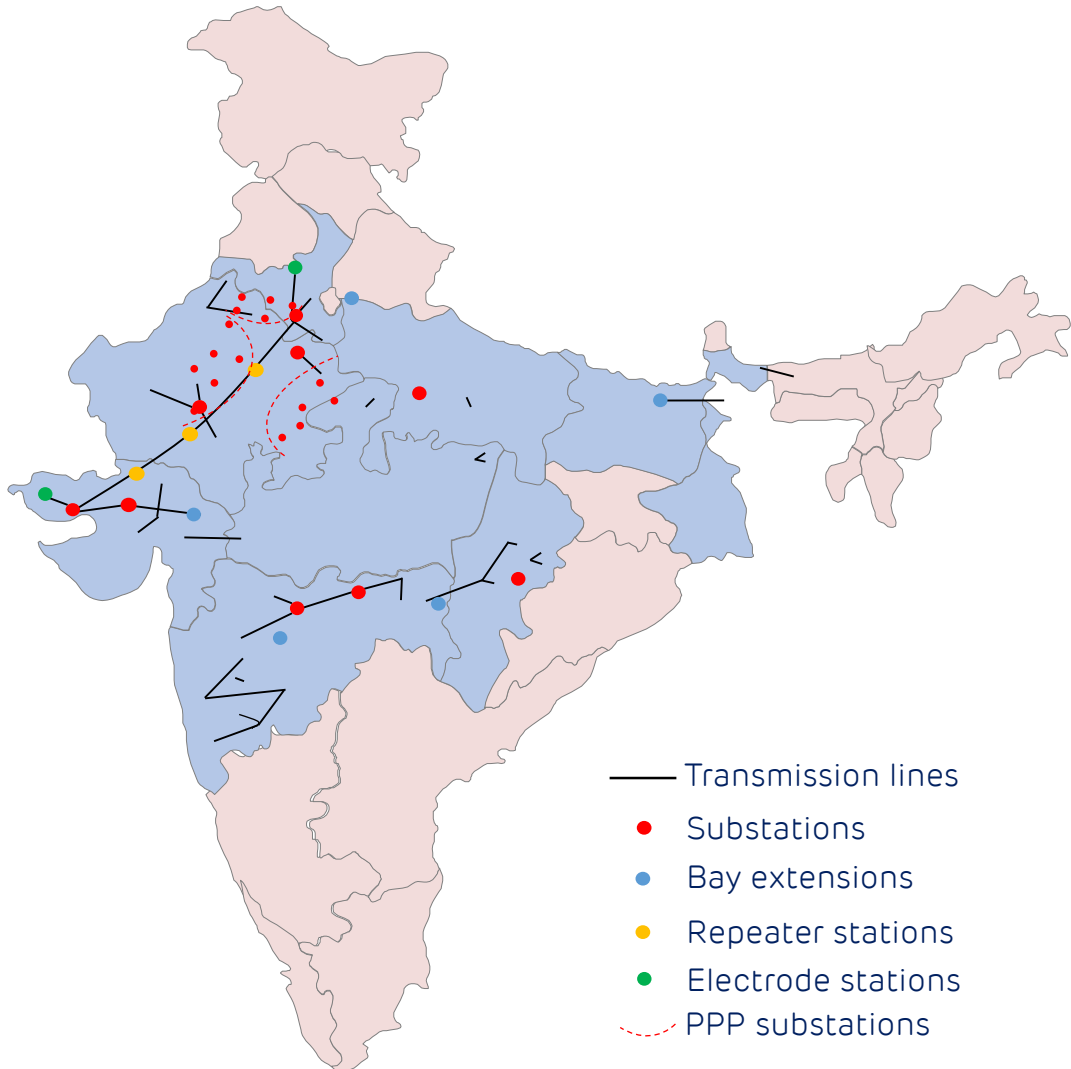 Transmission lines
Substations
Bay extensions
Repeater stations
Electrode stations
PPP substations